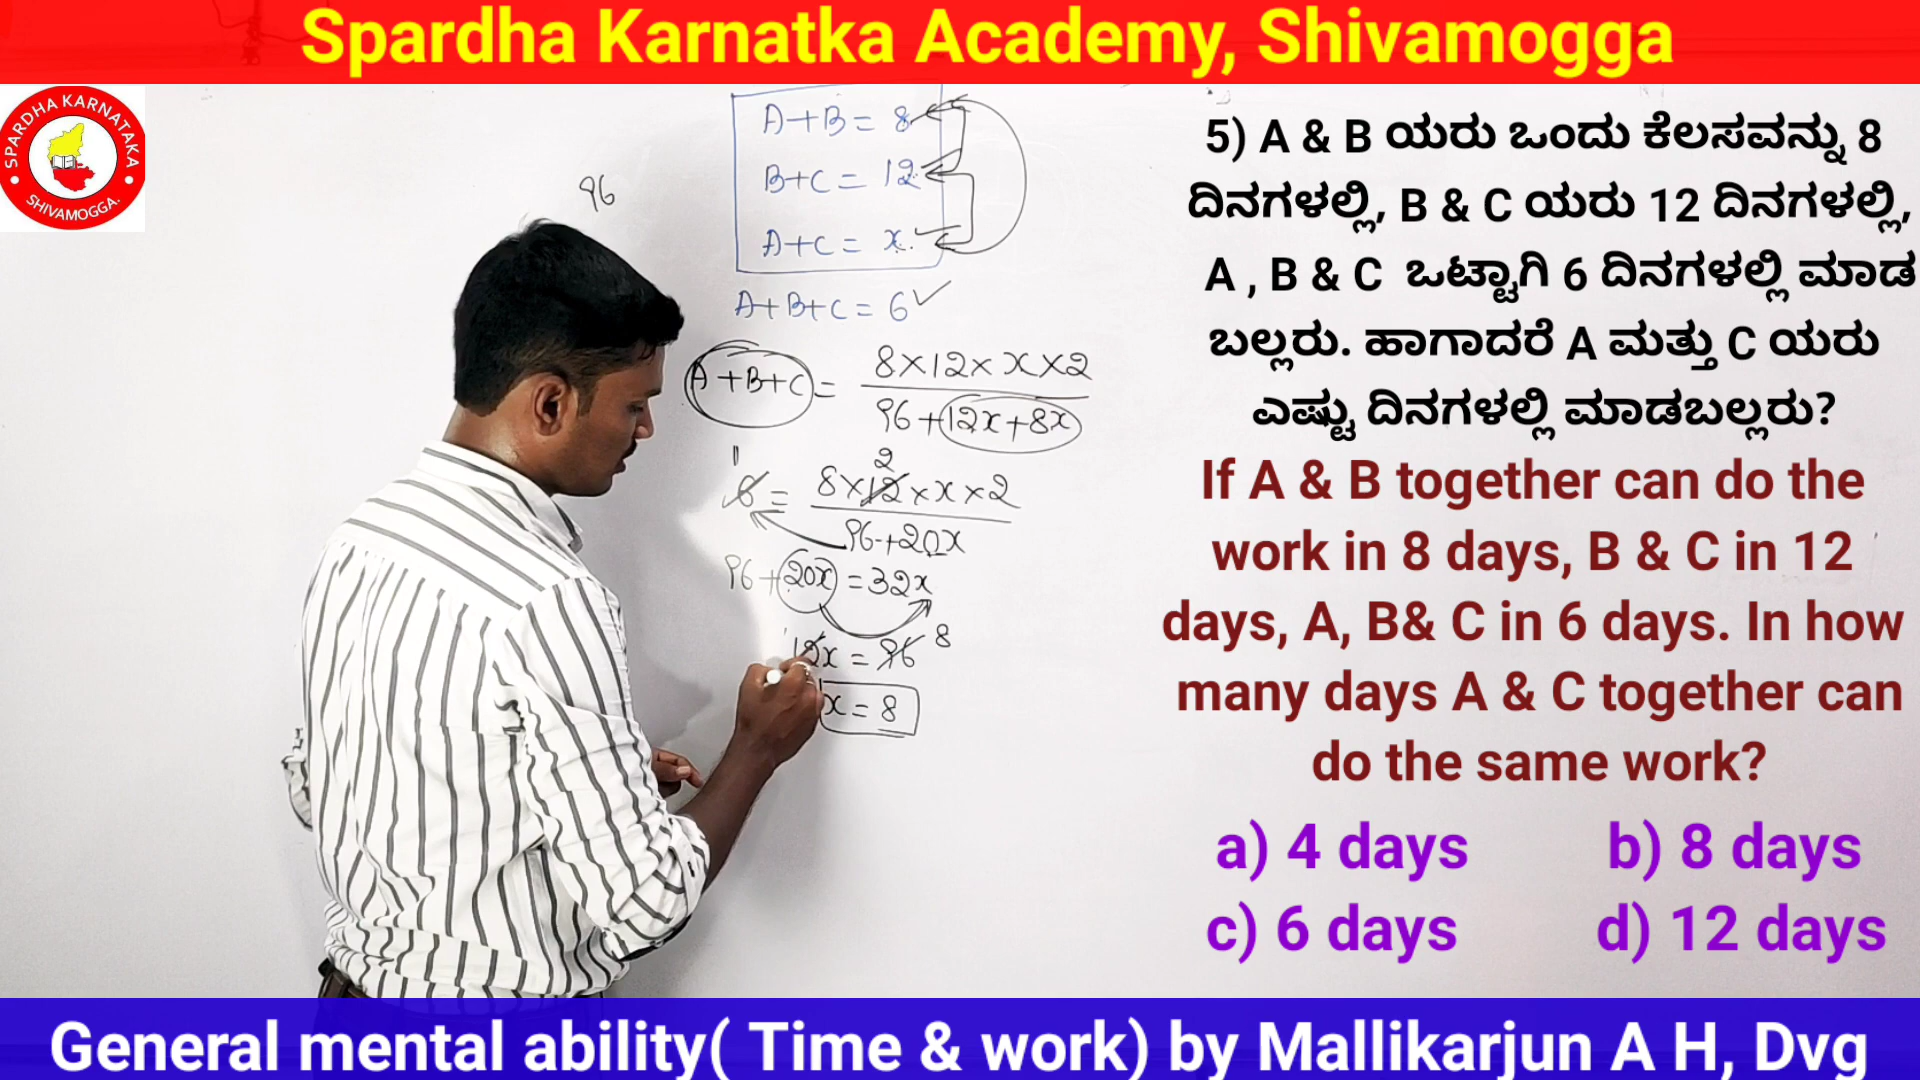 Spardha Karnatka Academy, Shivamogga
SPARDHA KARNATAKA
SHIVAMOGGA.
96
A+B= 8
B+C= 12
A+C= x.
A+B+C=6✓
A+B+C= 8×12×x×2
96+12x+8x
1 2
6= 8×12×x×2
96+20x
96+20x=32x
1 12x = 96 8
x=8
5) A & B ಯರು ಒಂದು ಕೆಲಸವನ್ನು 8
ದಿನಗಳಲ್ಲಿ, B & C ಯರು 12 ದಿನಗಳಲ್ಲಿ,
A , B & C ಒಟ್ಟಾಗಿ 6 ದಿನಗಳಲ್ಲಿ ಮಾಡ
ಬಲ್ಲರು. ಹಾಗಾದರೆ A ಮತ್ತು C ಯರು
ಎಷ್ಟು ದಿನಗಳಲ್ಲಿ ಮಾಡಬಲ್ಲರು?
If A & B together can do the
work in 8 days, B & C in 12
days, A, B& C in 6 days. In how
many days A & C together can
do the same work?
a) 4 days b) 8 days
c) 6 days d) 12 days
General mental ability( Time & work) by Mallikarjun A H, Dvg